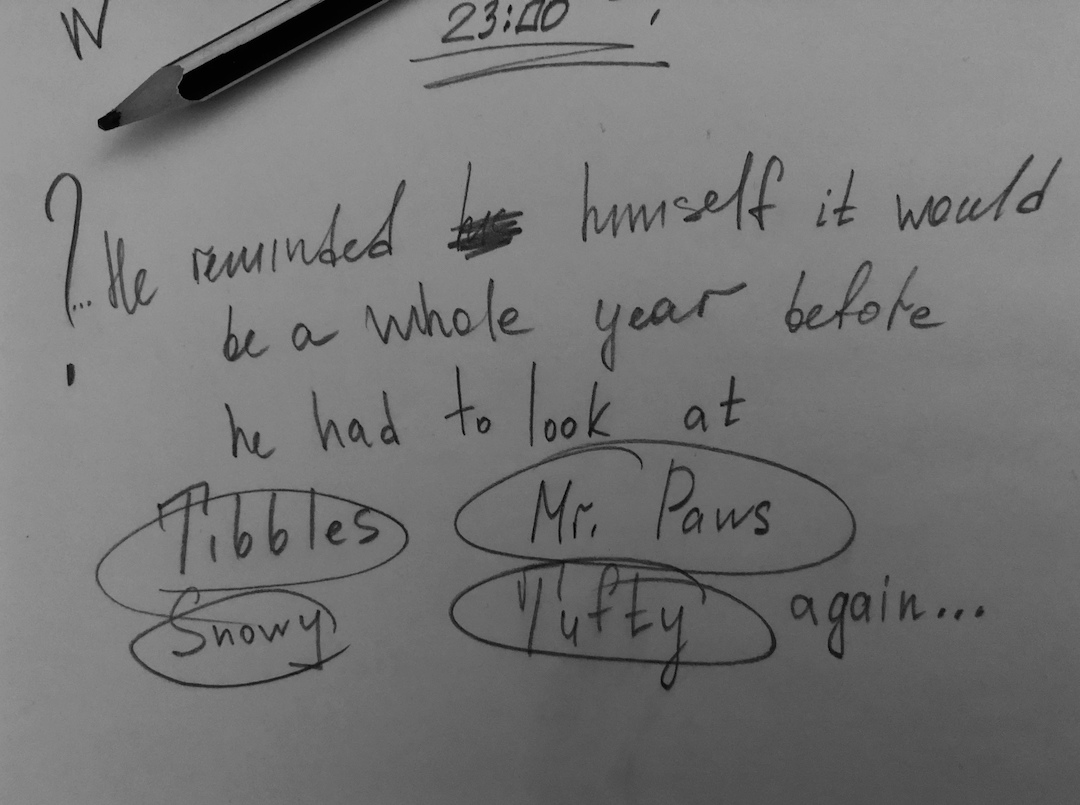 W
23:00 !
?...He reminded himself it would
be a whole year before
he had to look at
Tibbles Mr. Paws
Snowy Tufty again...